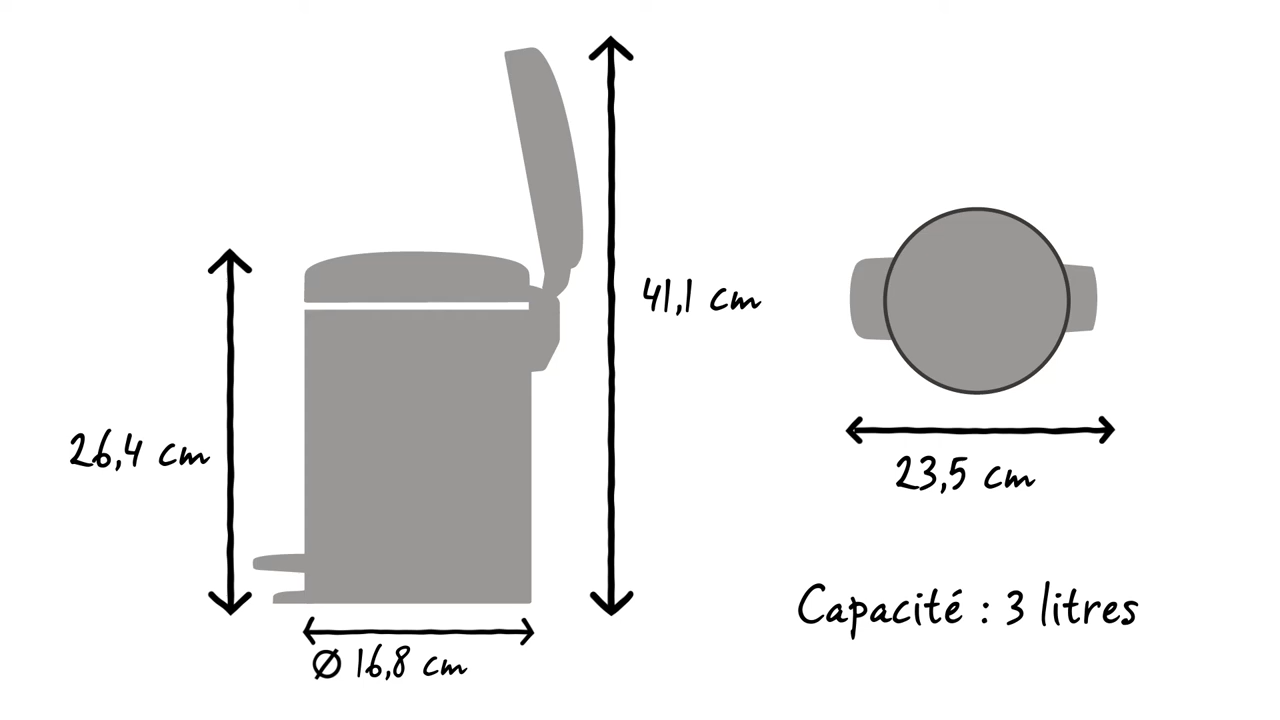 41,1 cm
26,4 cm
23,5 cm
Capacité : 3 litres
Ø 16,8 cm